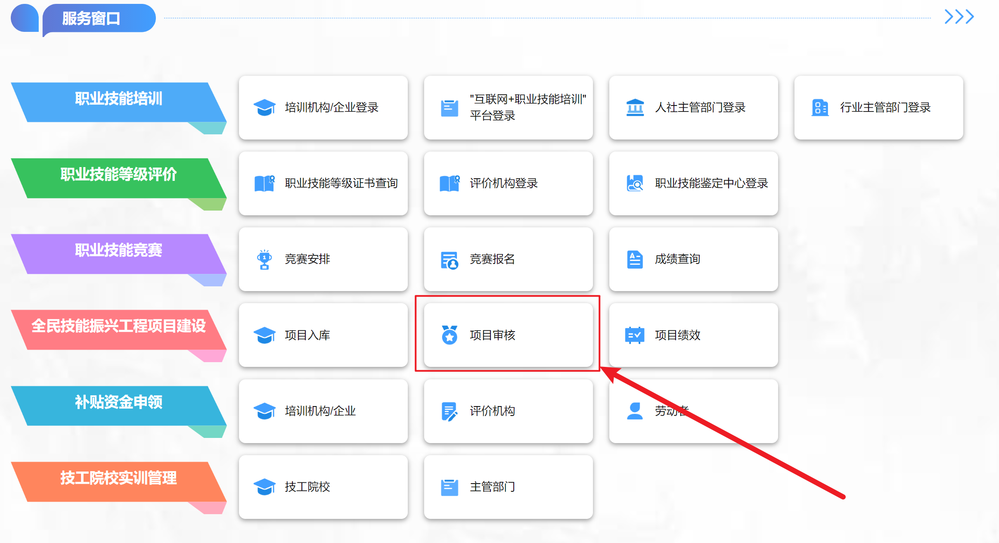 服务窗口
职业技能培训
培训机构/企业登录
"互联网+职业技能培训"
平台登录
人社主管部门登录
行业主管部门登录
职业技能等级评价
职业技能等级证书查询
评价机构登录
职业技能鉴定中心登录
职业技能竞赛
竞赛安排
竞赛报名
成绩查询
全民技能振兴工程项目建设
项目入库
项目审核
项目绩效
补贴资金申领
培训机构/企业
评价机构
劳动者
技工院校实训管理
技工院校
主管部门